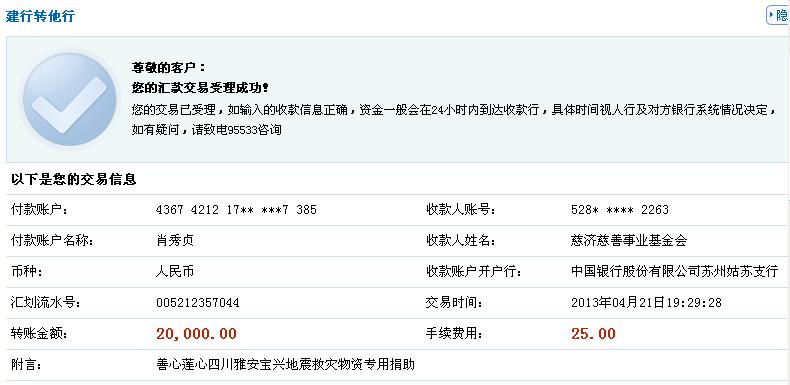 建行转他行
隐
尊敬的客户：
您的汇款交易受理成功！
您的交易已受理，如输入的收款信息正确，资金一般会在24小时内到达收款行，具体时间视人行及对方银行系统情况决定，
如有疑问，请致电95533咨询
以下是您的交易信息
付款账户： 4367 4212 17** ***7 385 收款人账号： 528* **** 2263
付款账户名称： 肖秀贞 收款人姓名： 慈济慈善事业基金会
币种： 人民币 收款账户开户行： 中国银行股份有限公司苏州姑苏支行
汇划流水号： 005212357044 交易时间： 2013年04月21日19:29:28
转账金额： 20,000.00 手续费用： 25.00
附言： 善心莲心四川雅安宝兴地震救灾物资专用捐助